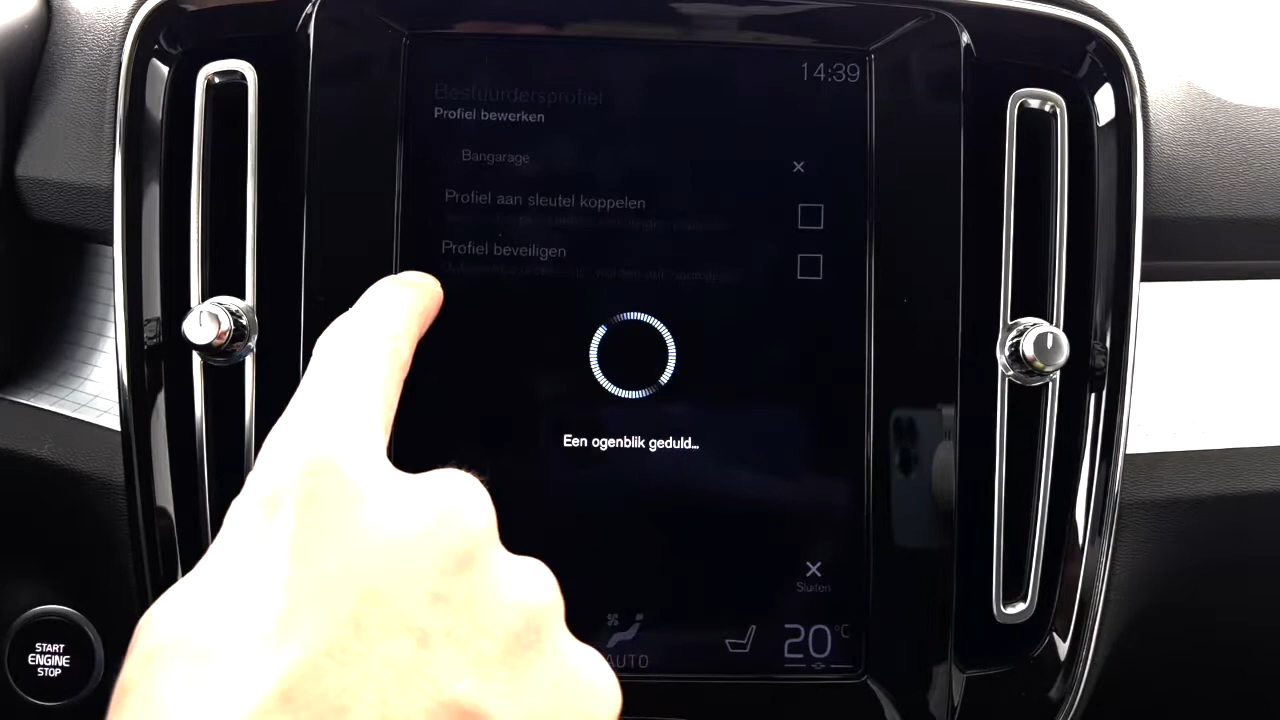 14:39
Bestuurdersprofiel
Profiel bewerken
Bangarage
Profiel aan sleutel koppelen
Profiel beveiligen
Een ogenblik geduld...
Sluiten
START
ENGINE
STOP
AUTO
20°C